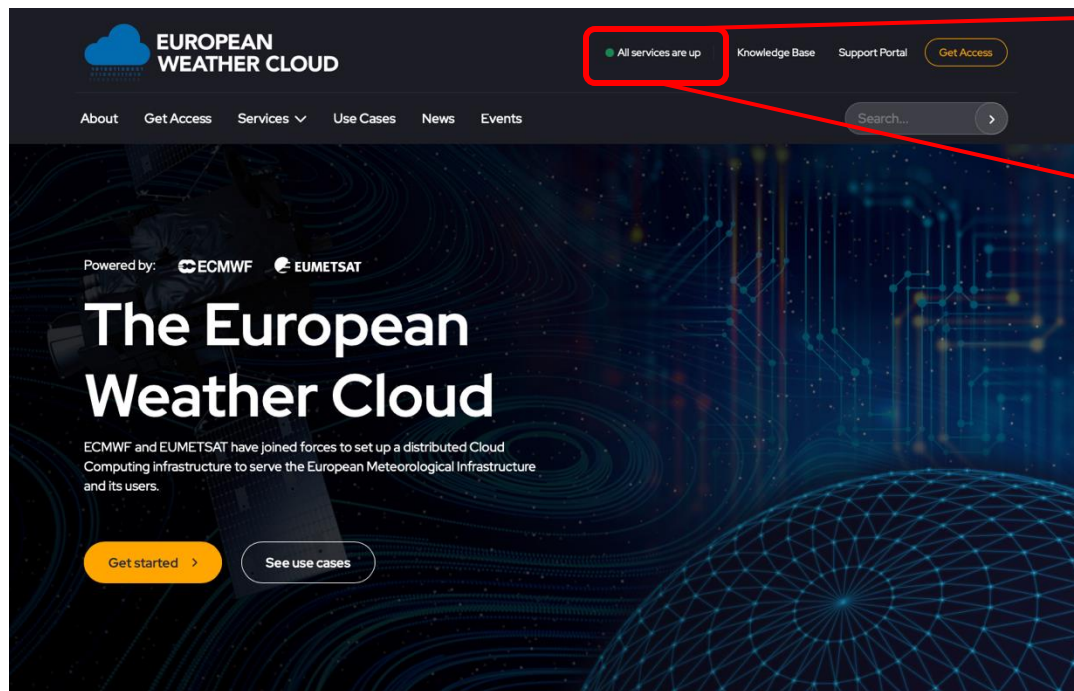 EUROPEAN
WEATHER CLOUD
All services are up
Knowledge Base
Support Portal
Get Access
About
Get Access
Services
Use Cases
News
Events
Search...
Powered by:
ECMWF
EUMETSAT
The European
Weather Cloud
ECMWF and EUMETSAT have joined forces to set up a distributed Cloud
Computing infrastructure to serve the European Meteorological Infrastructure
and its users.
Get started
See use cases